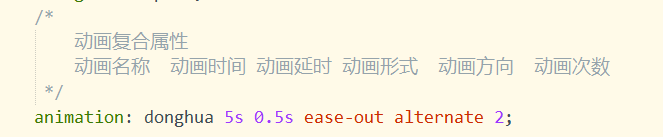 /*
动画复合属性
动画名称 动画时间 动画延时 动画形式 动画方向 动画次数
*/
animation: donghua 5s 0.5s ease-out alternate 2;